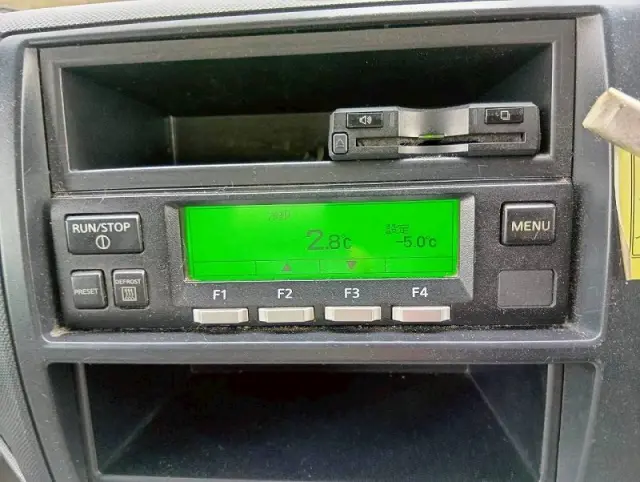 2.8℃
設定
-5.0℃
RUN/STOP
MENU
PRESET
DEFROST
F1
F2
F3
F4